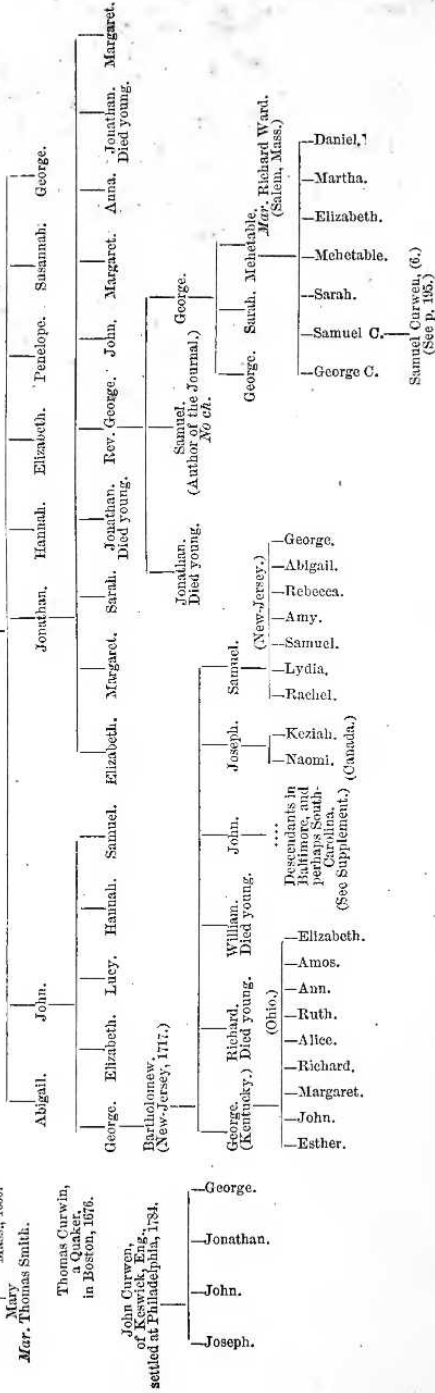 Mass.,
Mary
Mar. Thomas Smith.
Thomas Curwin,
a Quaker,
in Boston, 1676.
John Curwen,
of Keswick, Eng.,
settled at Philadelphia, 1784.
Joseph.
John.
Jonathan.
George.
Abigail. John. Jonathan. Hannah. Elizabeth. Penelope. Susannah. George.
George. Elizabeth. Lucy. Hannah. Samuel.
Elizabeth. Margaret. Sarah. Jonathan. Rev. George. John. Margaret. Anna. Jonathan. Margaret.
Died young. Died young.
Bartholomew.
(New-Jersey, 1717.)
Jonathan. Samuel. George.
Died young. (Author of the Journal.)
No ch.
George. Richard. William. John. Joseph. Samuel.
(Kentucky.) Died young. Died young.
George. Sarah. Mehetable.
Mar. Richard Ward.
(Salem, Mass.)
(Ohio.)
Esther.
John.
Margaret.
Richard.
Alice.
Ruth.
Ann.
Amos.
Elizabeth.
....
Descendants in
Baltimore, and
perhaps South-
Carolina.
(See Supplement.)
Naomi.
Keziah.
(Canada.)
(New-Jersey.)
Rachel.
Lydia.
Samuel.
Amy.
Rebecca.
Abigail.
George.
George C.
Samuel C.
Sarah.
Mehetable.
Elizabeth.
Martha.
Daniel.
Samuel Curwen, (6.)
(See p. 195.)